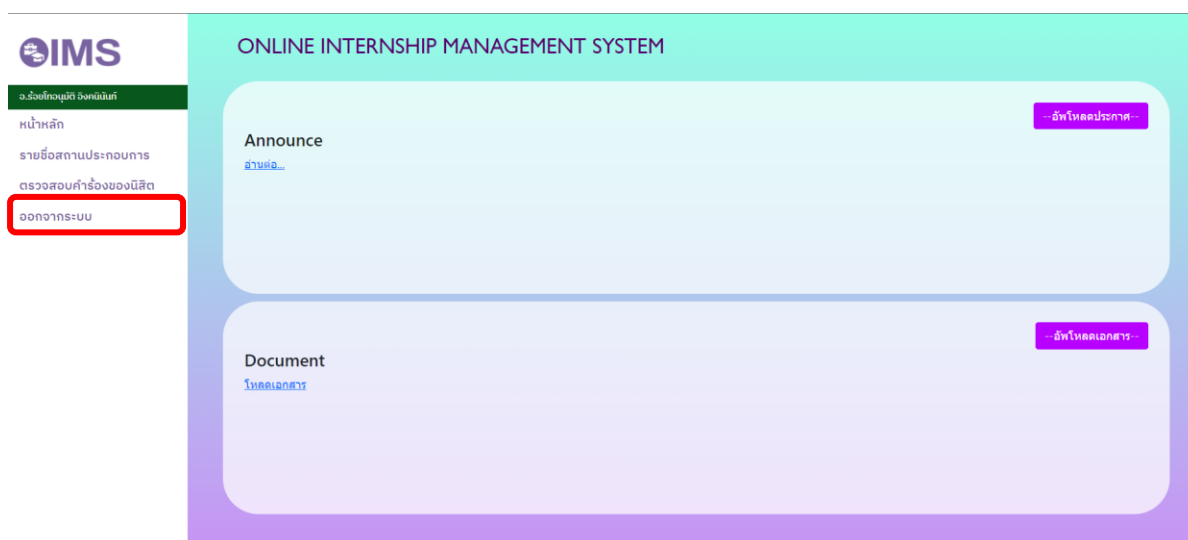 OIMS
ONLINE INTERNSHIP MANAGEMENT SYSTEM
อ.ร้อยโทอนุมัติ อิงคนินันท์
หน้าหลัก
รายชื่อสถานประกอบการ
ตรวจสอบคำร้องของนิสิต
ออกจากระบบ
--อัพโหลดประกาศ--
Announce
อ่านต่อ...
--อัพโหลดเอกสาร--
Document
โหลดเอกสาร